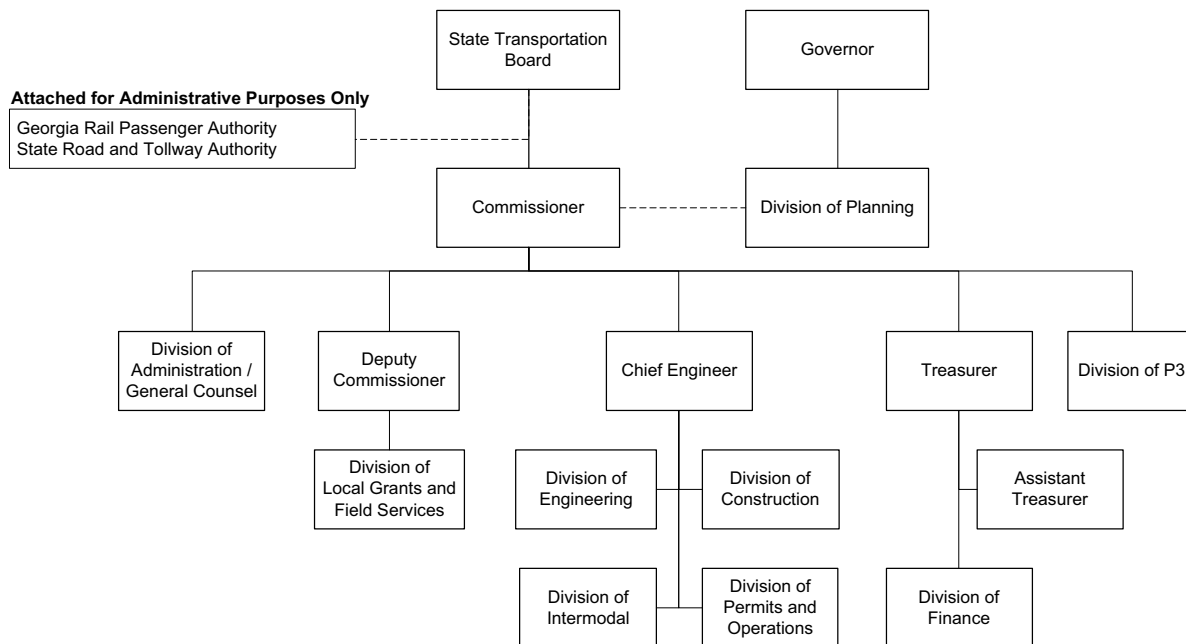 State Transportation
Board
Governor
Attached for Administrative Purposes Only
Georgia Rail Passenger Authority
State Road and Tollway Authority
Commissioner
Division of Planning
Division of
Administration /
General Counsel
Deputy
Commissioner
Chief Engineer
Treasurer
Division of P3
Division of
Local Grants and
Field Services
Division of
Engineering
Division of
Construction
Assistant
Treasurer
Division of
Intermodal
Division of
Permits and
Operations
Division of
Finance